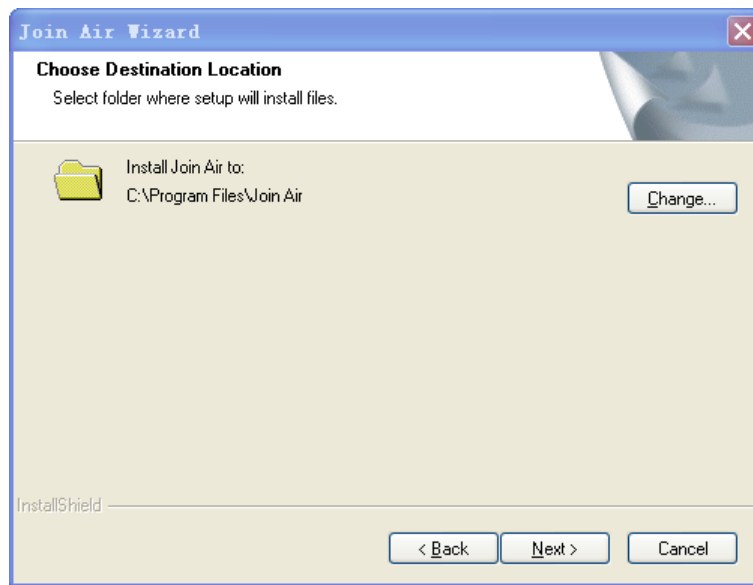 Join Air Wizard
Choose Destination Location
Select folder where setup will install files.
Install Join Air to:
C:\Program Files\Join Air
Change...
InstallShield
< Back
Next >
Cancel